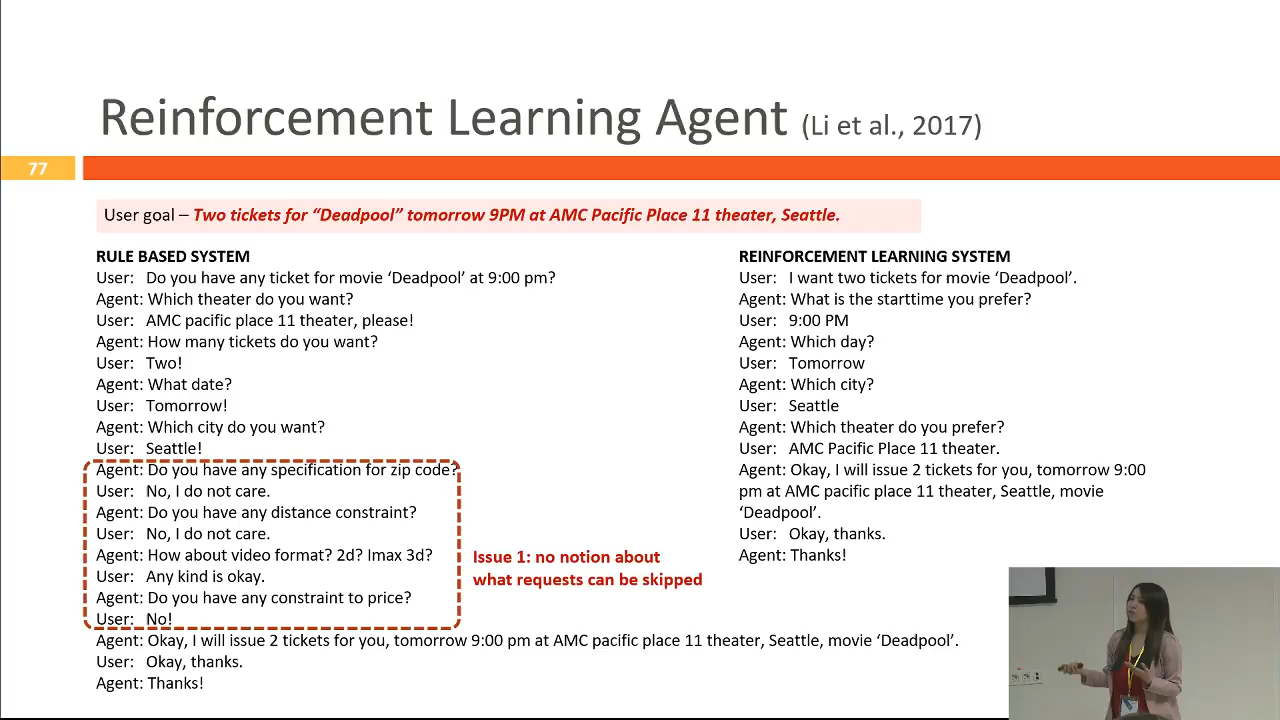 Reinforcement Learning Agent (Li et al., 2017)
77
User goal – Two tickets for “Deadpool” tomorrow 9PM at AMC Pacific Place 11 theater, Seattle.
RULE BASED SYSTEM
User: Do you have any ticket for movie ‘Deadpool’ at 9:00 pm?
Agent: Which theater do you want?
User: AMC pacific place 11 theater, please!
Agent: How many tickets do you want?
User: Two!
Agent: What date?
User: Tomorrow!
Agent: Which city do you want?
User: Seattle!
Agent: Do you have any specification for zip code?
User: No, I do not care.
Agent: Do you have any distance constraint?
User: No, I do not care.
Agent: How about video format? 2d? Imax 3d?
User: Any kind is okay.
Agent: Do you have any constraint to price?
User: No!
Agent: Okay, I will issue 2 tickets for you, tomorrow 9:00 pm at AMC pacific place 11 theater, Seattle, movie ‘Deadpool’.
User: Okay, thanks.
Agent: Thanks!
Issue 1: no notion about
what requests can be skipped
REINFORCEMENT LEARNING SYSTEM
User: I want two tickets for movie ‘Deadpool’.
Agent: What is the starttime you prefer?
User: 9:00 PM
Agent: Which day?
User: Tomorrow
Agent: Which city?
User: Seattle
Agent: Which theater do you prefer?
User: AMC Pacific Place 11 theater.
Agent: Okay, I will issue 2 tickets for you, tomorrow 9:00
pm at AMC pacific place 11 theater, Seattle, movie
‘Deadpool’.
User: Okay, thanks.
Agent: Thanks!